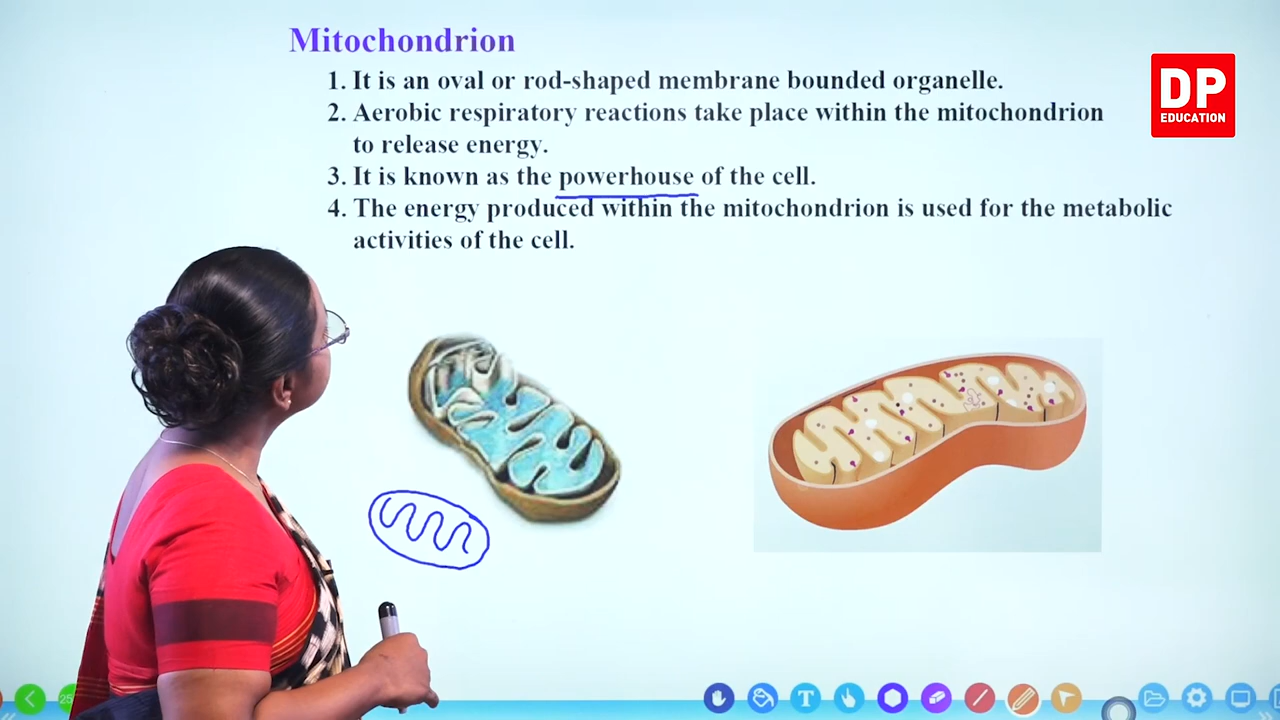 Mitochondrion
1. It is an oval or rod-shaped membrane bounded organelle.
2. Aerobic respiratory reactions take place within the mitochondrion
to release energy.
3. It is known as the powerhouse of the cell.
4. The energy produced within the mitochondrion is used for the metabolic
activities of the cell.
DP
EDUCATION
25
T